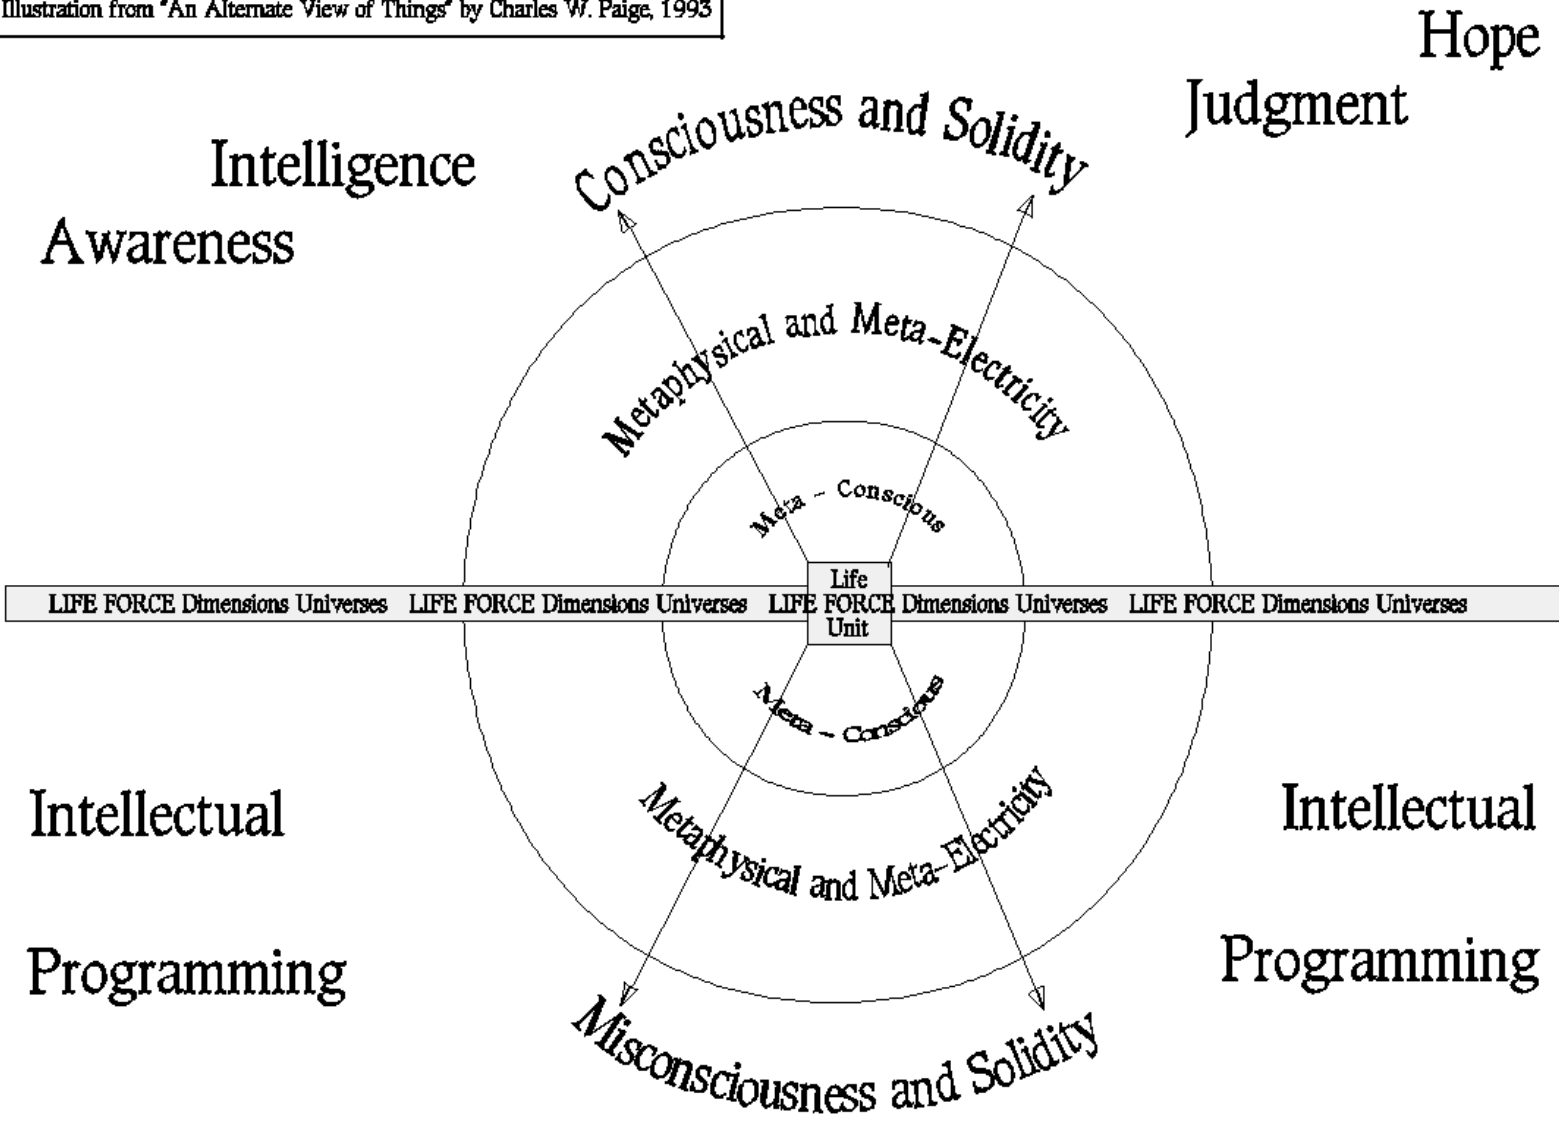 Illustration from "An Alternate View of Things" by Charles W. Paige, 1993
Hope
Judgment
Consciousness and Solidity
Intelligence
Awareness
Metaphysical and Meta-Electricity
Meta - Conscious
Life
LIFE FORCE Dimensions Universes LIFE FORCE Dimensions Universes LIFE FORCE Dimensions Universes LIFE FORCE Dimensions Universes
Unit
Meta - Conscious
Metaphysical and Meta-Electricity
Intellectual
Intellectual
Programming
Programming
Misconsciousness and Solidity